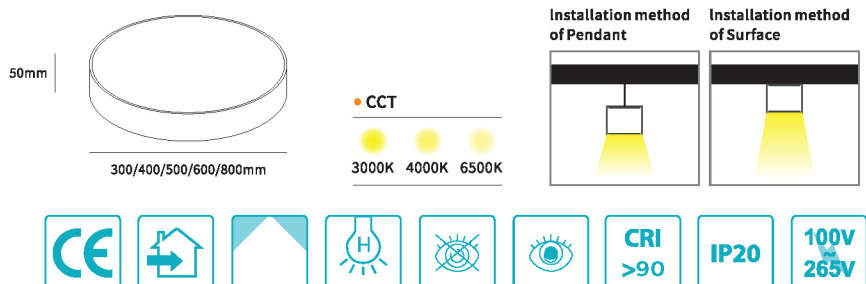 Installation method
of Pendant
Installation method
of Surface
50mm
300/400/500/600/800mm
• CCT
3000K 4000K 6500K
CE
H
CRI
>90
IP20
100V
~
265V